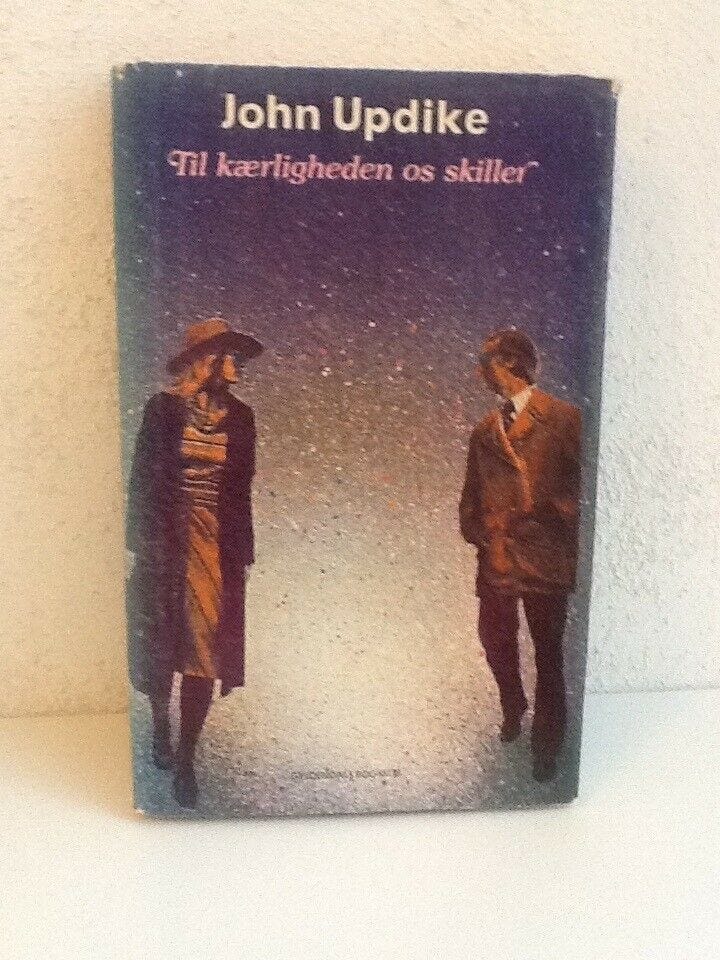 John Updike
Til kærligheden os skiller